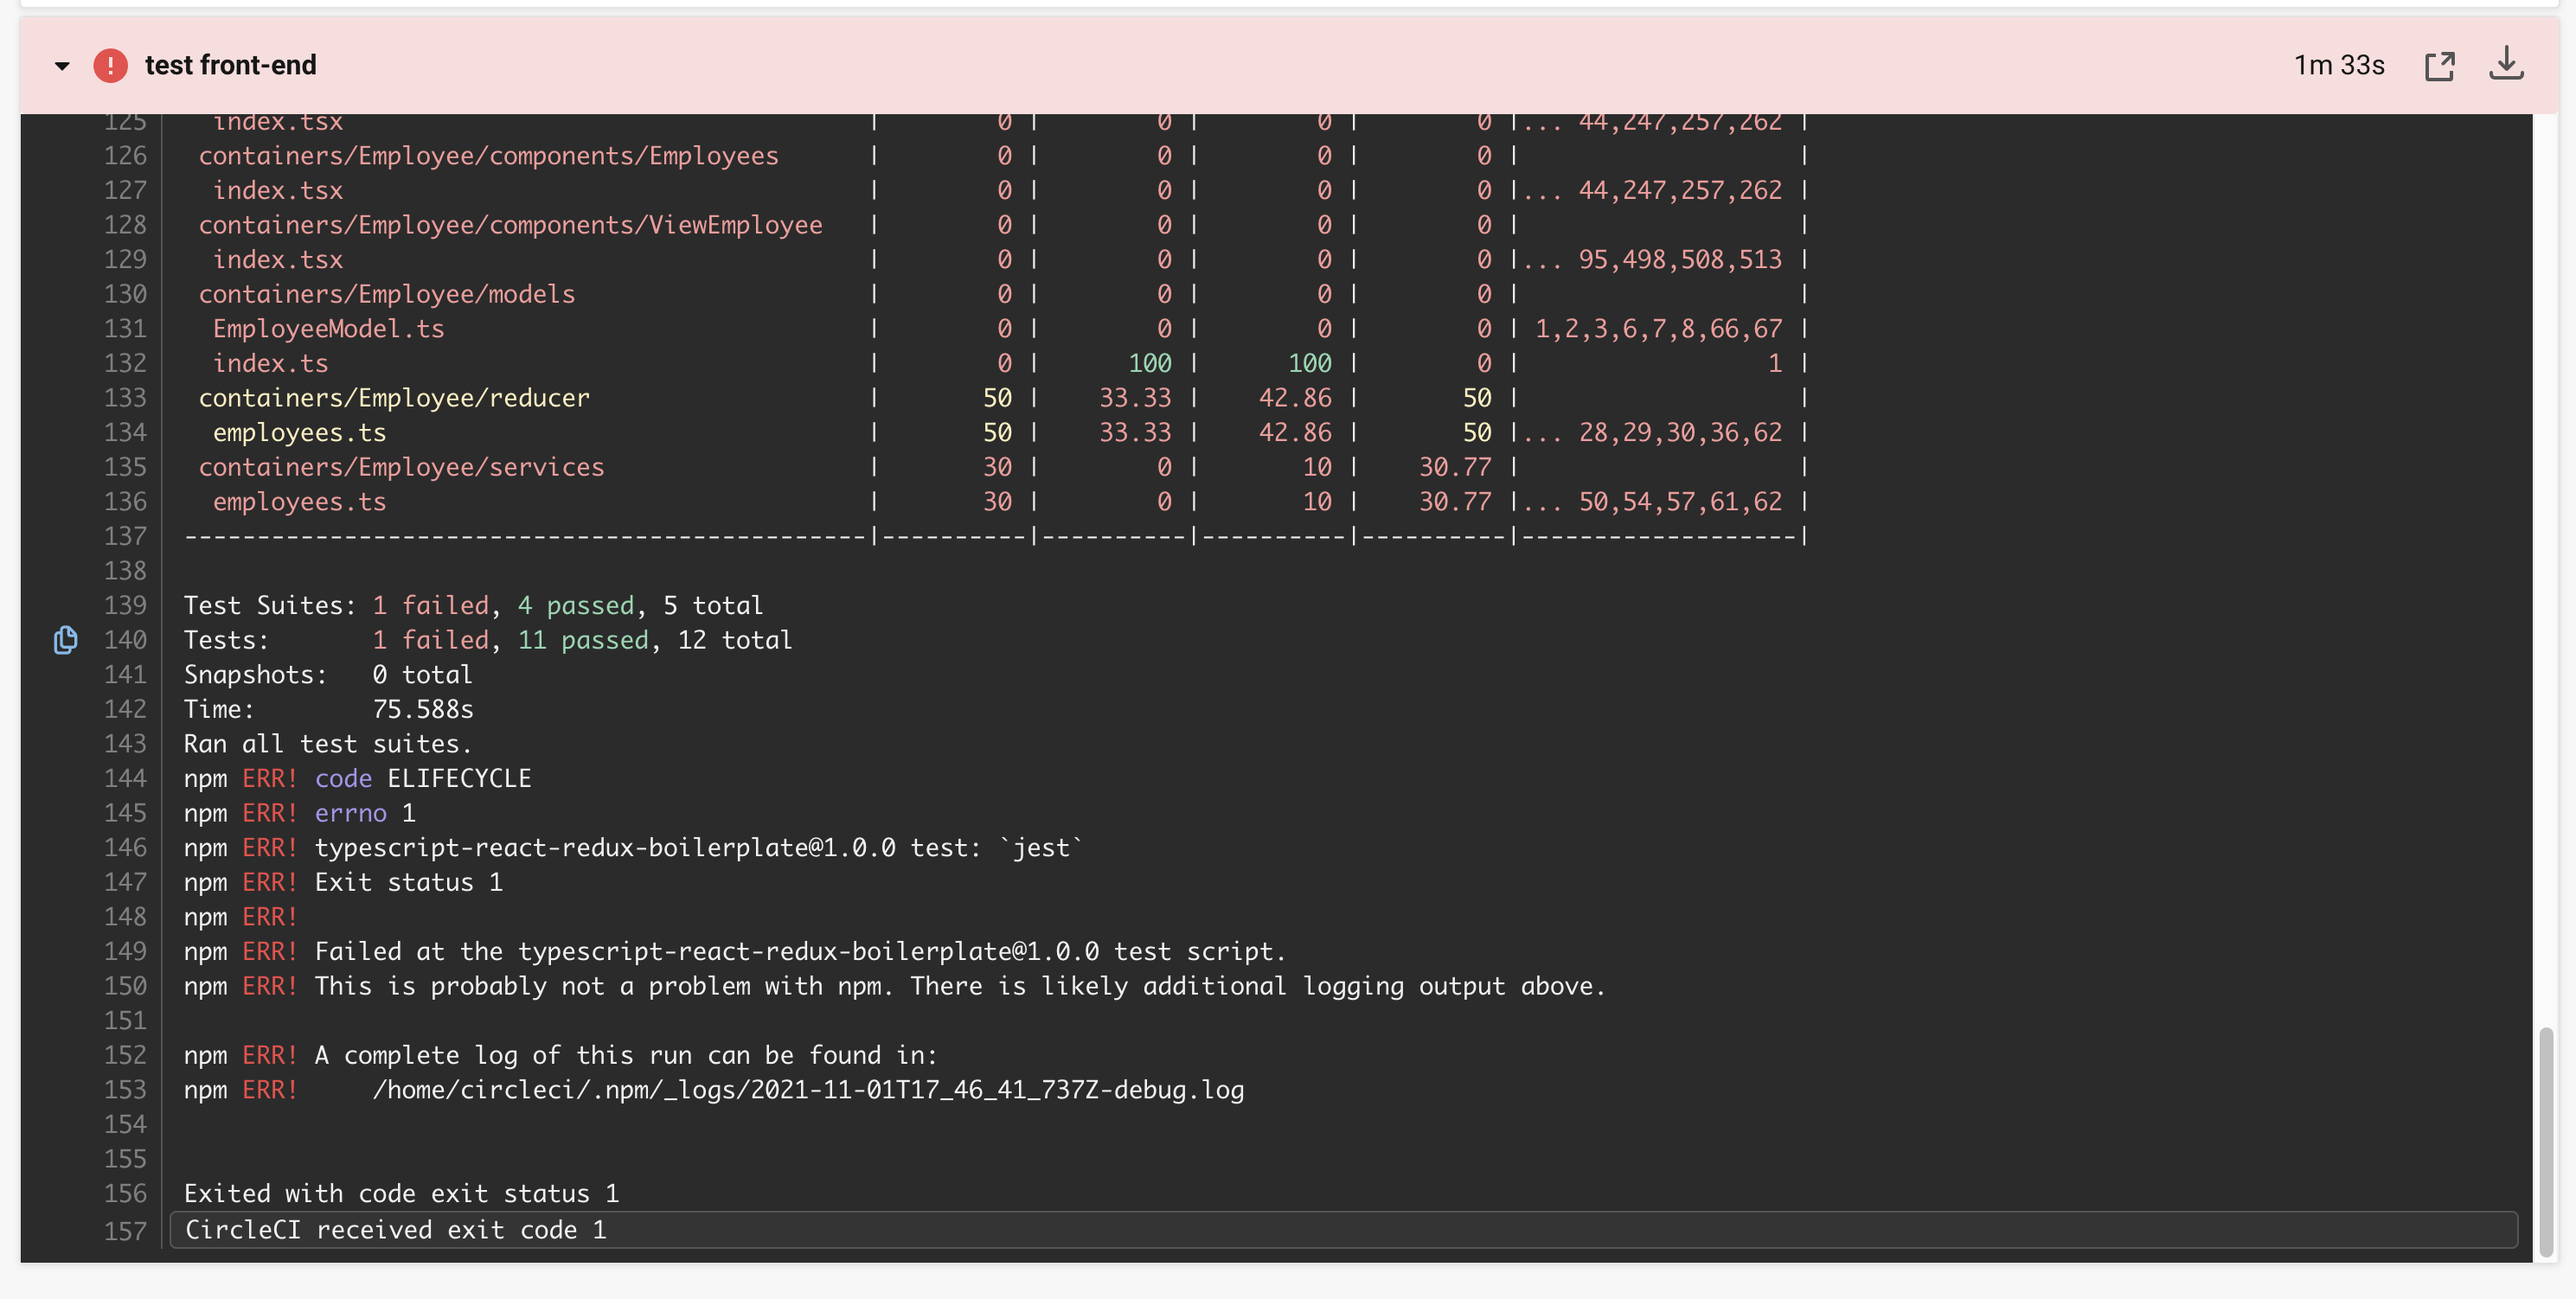 test front-end 1m 33s
125 index.tsx | 0 | 0 | 0 | 0 |... 44,247,257,262 |
126 containers/Employee/components/Employees | 0 | 0 | 0 | 0 | |
127 index.tsx | 0 | 0 | 0 | 0 |... 44,247,257,262 |
128 containers/Employee/components/ViewEmployee | 0 | 0 | 0 | 0 | |
129 index.tsx | 0 | 0 | 0 | 0 |... 95,498,508,513 |
130 containers/Employee/models | 0 | 0 | 0 | 0 | |
131 EmployeeModel.ts | 0 | 0 | 0 | 0 | 1,2,3,6,7,8,66,67 |
132 index.ts | 0 | 100 | 100 | 0 | 1 |
133 containers/Employee/reducer | 50 | 33.33 | 42.86 | 50 | |
134 employees.ts | 50 | 33.33 | 42.86 | 50 |... 28,29,30,36,62 |
135 containers/Employee/services | 30 | 0 | 10 | 30.77 | |
136 employees.ts | 30 | 0 | 10 | 30.77 |... 50,54,57,61,62 |
137 -----------------------------------------------|----------|----------|----------|----------|-------------------|
138
139 Test Suites: 1 failed, 4 passed, 5 total
140 Tests: 1 failed, 11 passed, 12 total
141 Snapshots: 0 total
142 Time: 75.588s
143 Ran all test suites.
144 npm ERR! code ELIFECYCLE
145 npm ERR! errno 1
146 npm ERR! typescript-react-redux-boilerplate@1.0.0 test: `jest`
147 npm ERR! Exit status 1
148 npm ERR!
149 npm ERR! Failed at the typescript-react-redux-boilerplate@1.0.0 test script.
150 npm ERR! This is probably not a problem with npm. There is likely additional logging output above.
151
152 npm ERR! A complete log of this run can be found in:
153 npm ERR! /home/circleci/.npm/_logs/2021-11-01T17_46_41_737Z-debug.log
154
155
156 Exited with code exit status 1
157 CircleCI received exit code 1